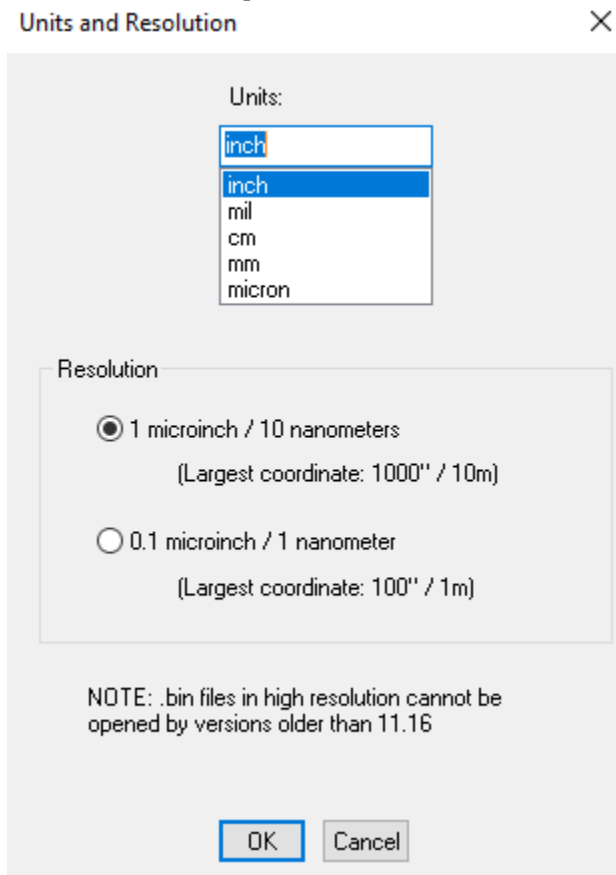 Units and Resolution
Units:
inch
inch
mil
cm
mm
micron
Resolution
1 microinch / 10 nanometers
(Largest coordinate: 1000'' / 10m)
0.1 microinch / 1 nanometer
(Largest coordinate: 100'' / 1m)
NOTE: .bin files in high resolution cannot be
opened by versions older than 11.16
OK Cancel